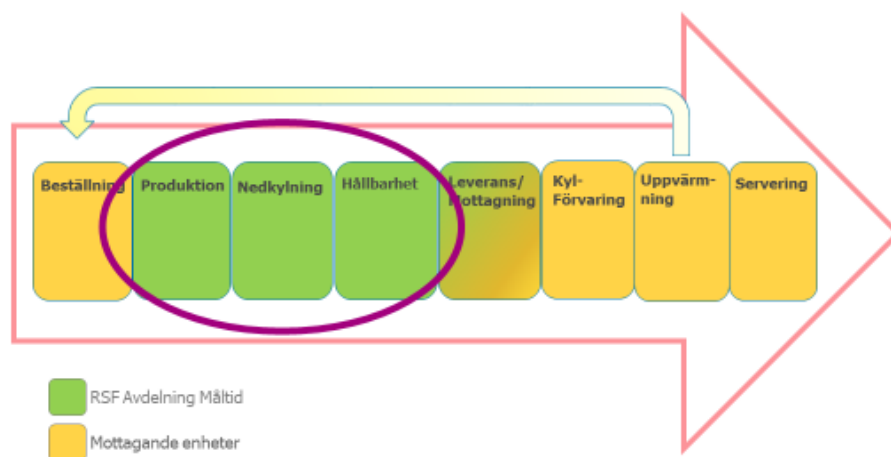 Beställning
Produktion
Nedkylning
Hållbarhet
Leverans/
Mottagning
Kyl-
Förvaring
Uppvärm-
ning
Servering
RSF Avdelning Måltid
Mottagande enheter